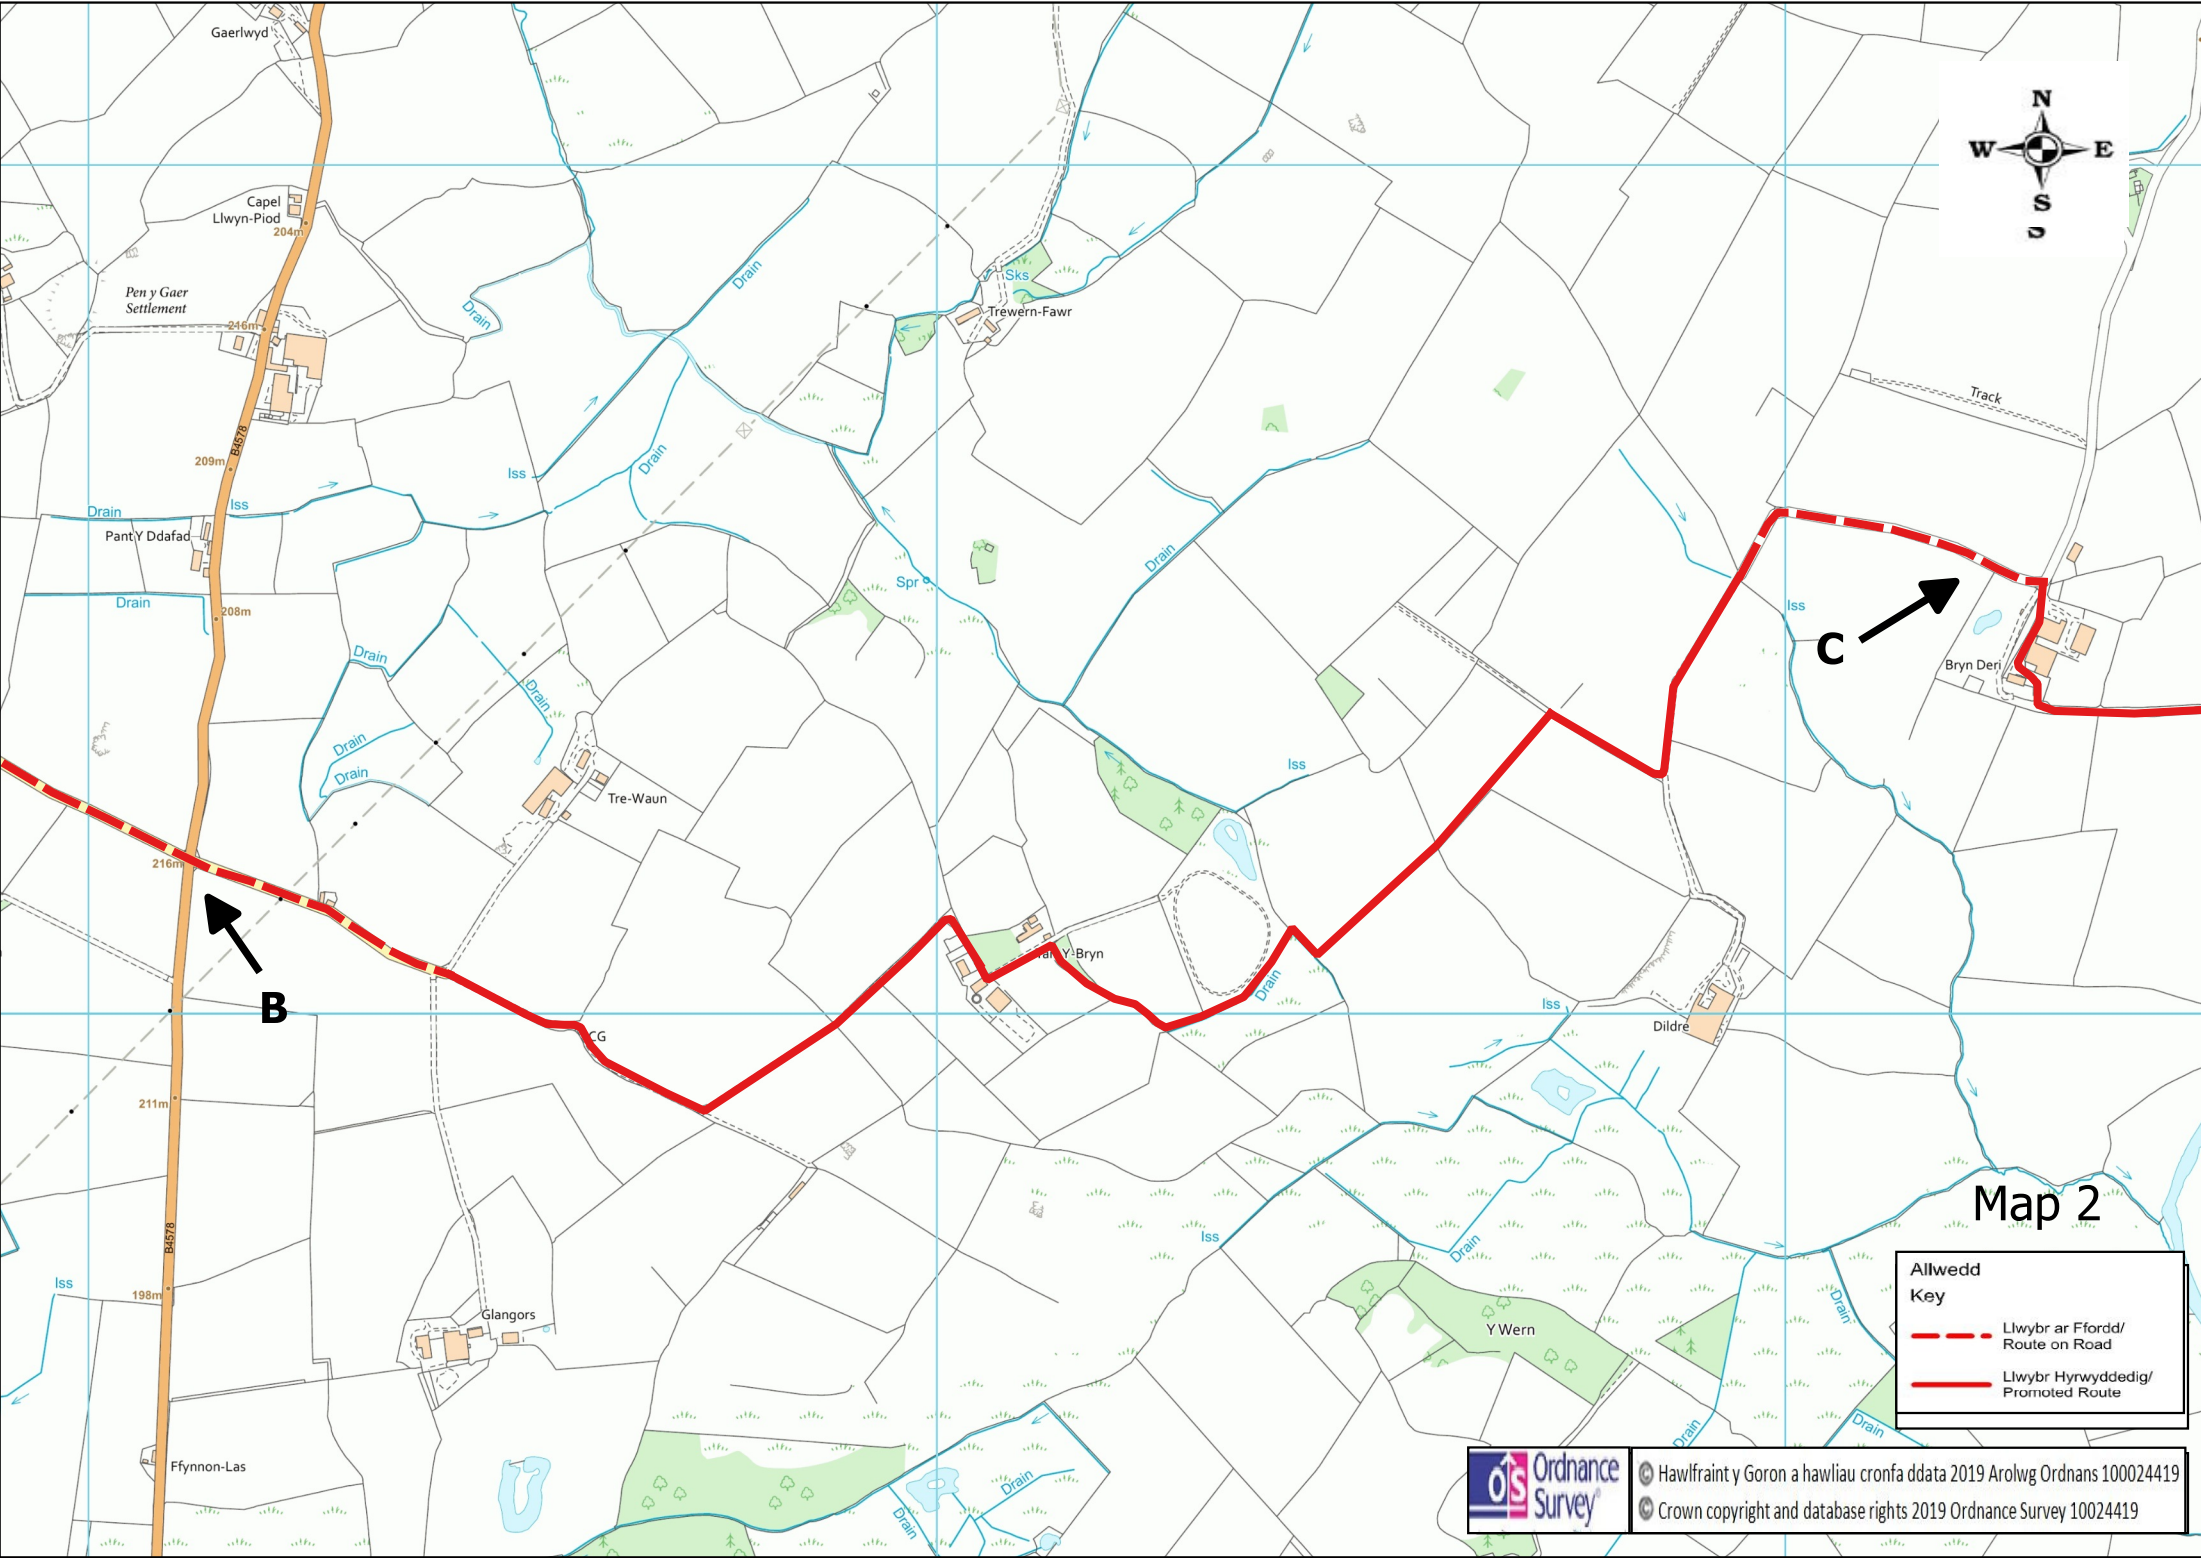 Gaerlwyd
N
W E
S
Capel
Llwyn-Piod
204m
Sks
Drain
Pen y Gaer
Settlement
Drain
Trewern-Fawr
216m
Track
B4578
209m
Iss
Drain
Drain
Iss
Pant Y Ddafad
Drain
Spr
Drain
208m
Iss
C
Drain
Bryn Deri
Drain
Drain
Drain
Iss
Tre-Waun
216m
Y-Bryn
B
Drain
Iss
CG
Dildre
211m
Map 2
B4578
Iss
Drain
Iss
198m
Drain
Glangors
Y Wern
Allwedd
Key
Llwybr ar Ffordd/
Route on Road
Llwybr Hyrwyddedig/
Promoted Route
Drain
Drain
Ffynnon-Las
Drain
Drain
OS Ordnance
Survey
© Hawlfraint y Goron a hawliau cronfa ddata 2019 Arolwg Ordnans 100024419
© Crown copyright and database rights 2019 Ordnance Survey 10024419